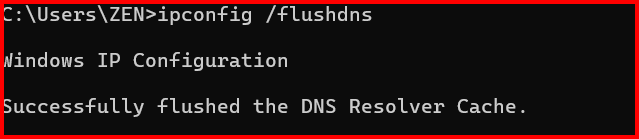 C:\Users\ZEN>ipconfig /flushdns
Windows IP Configuration
Successfully flushed the DNS Resolver Cache.